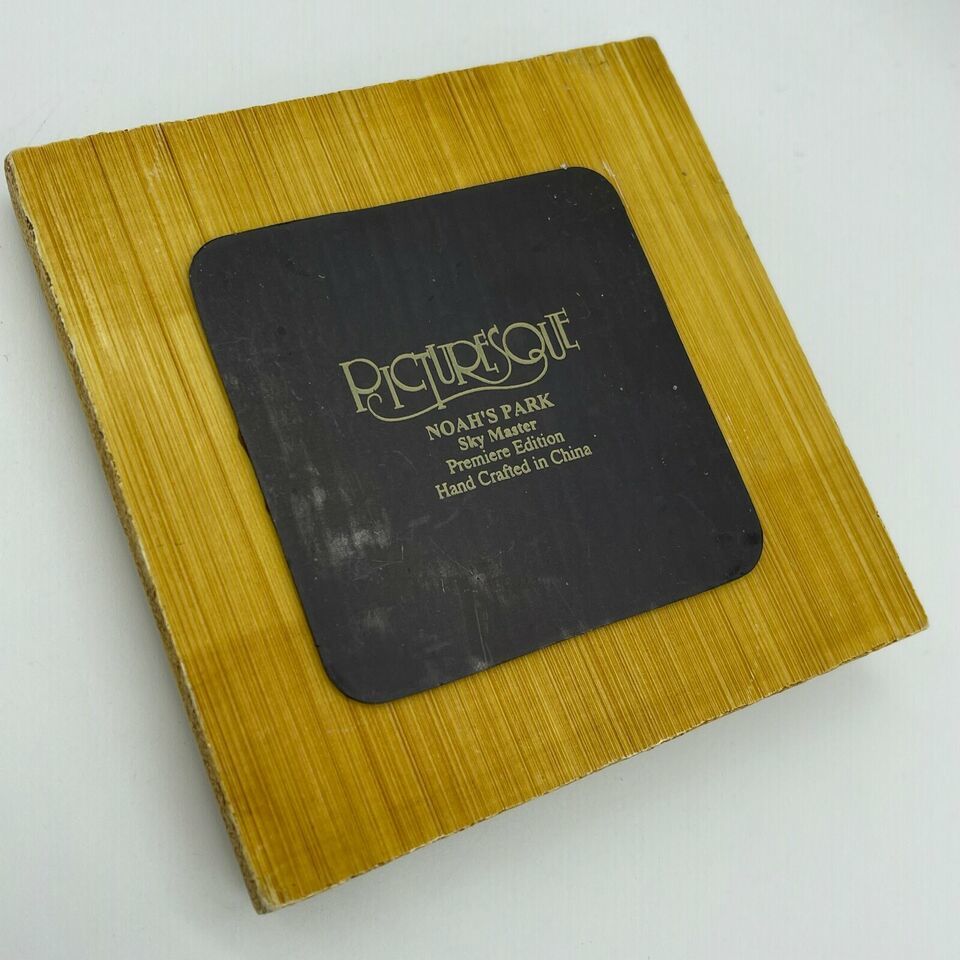 PICTURESQUE
NOAH'S PARK
Sky Master
Premiere Edition
Hand Crafted in China